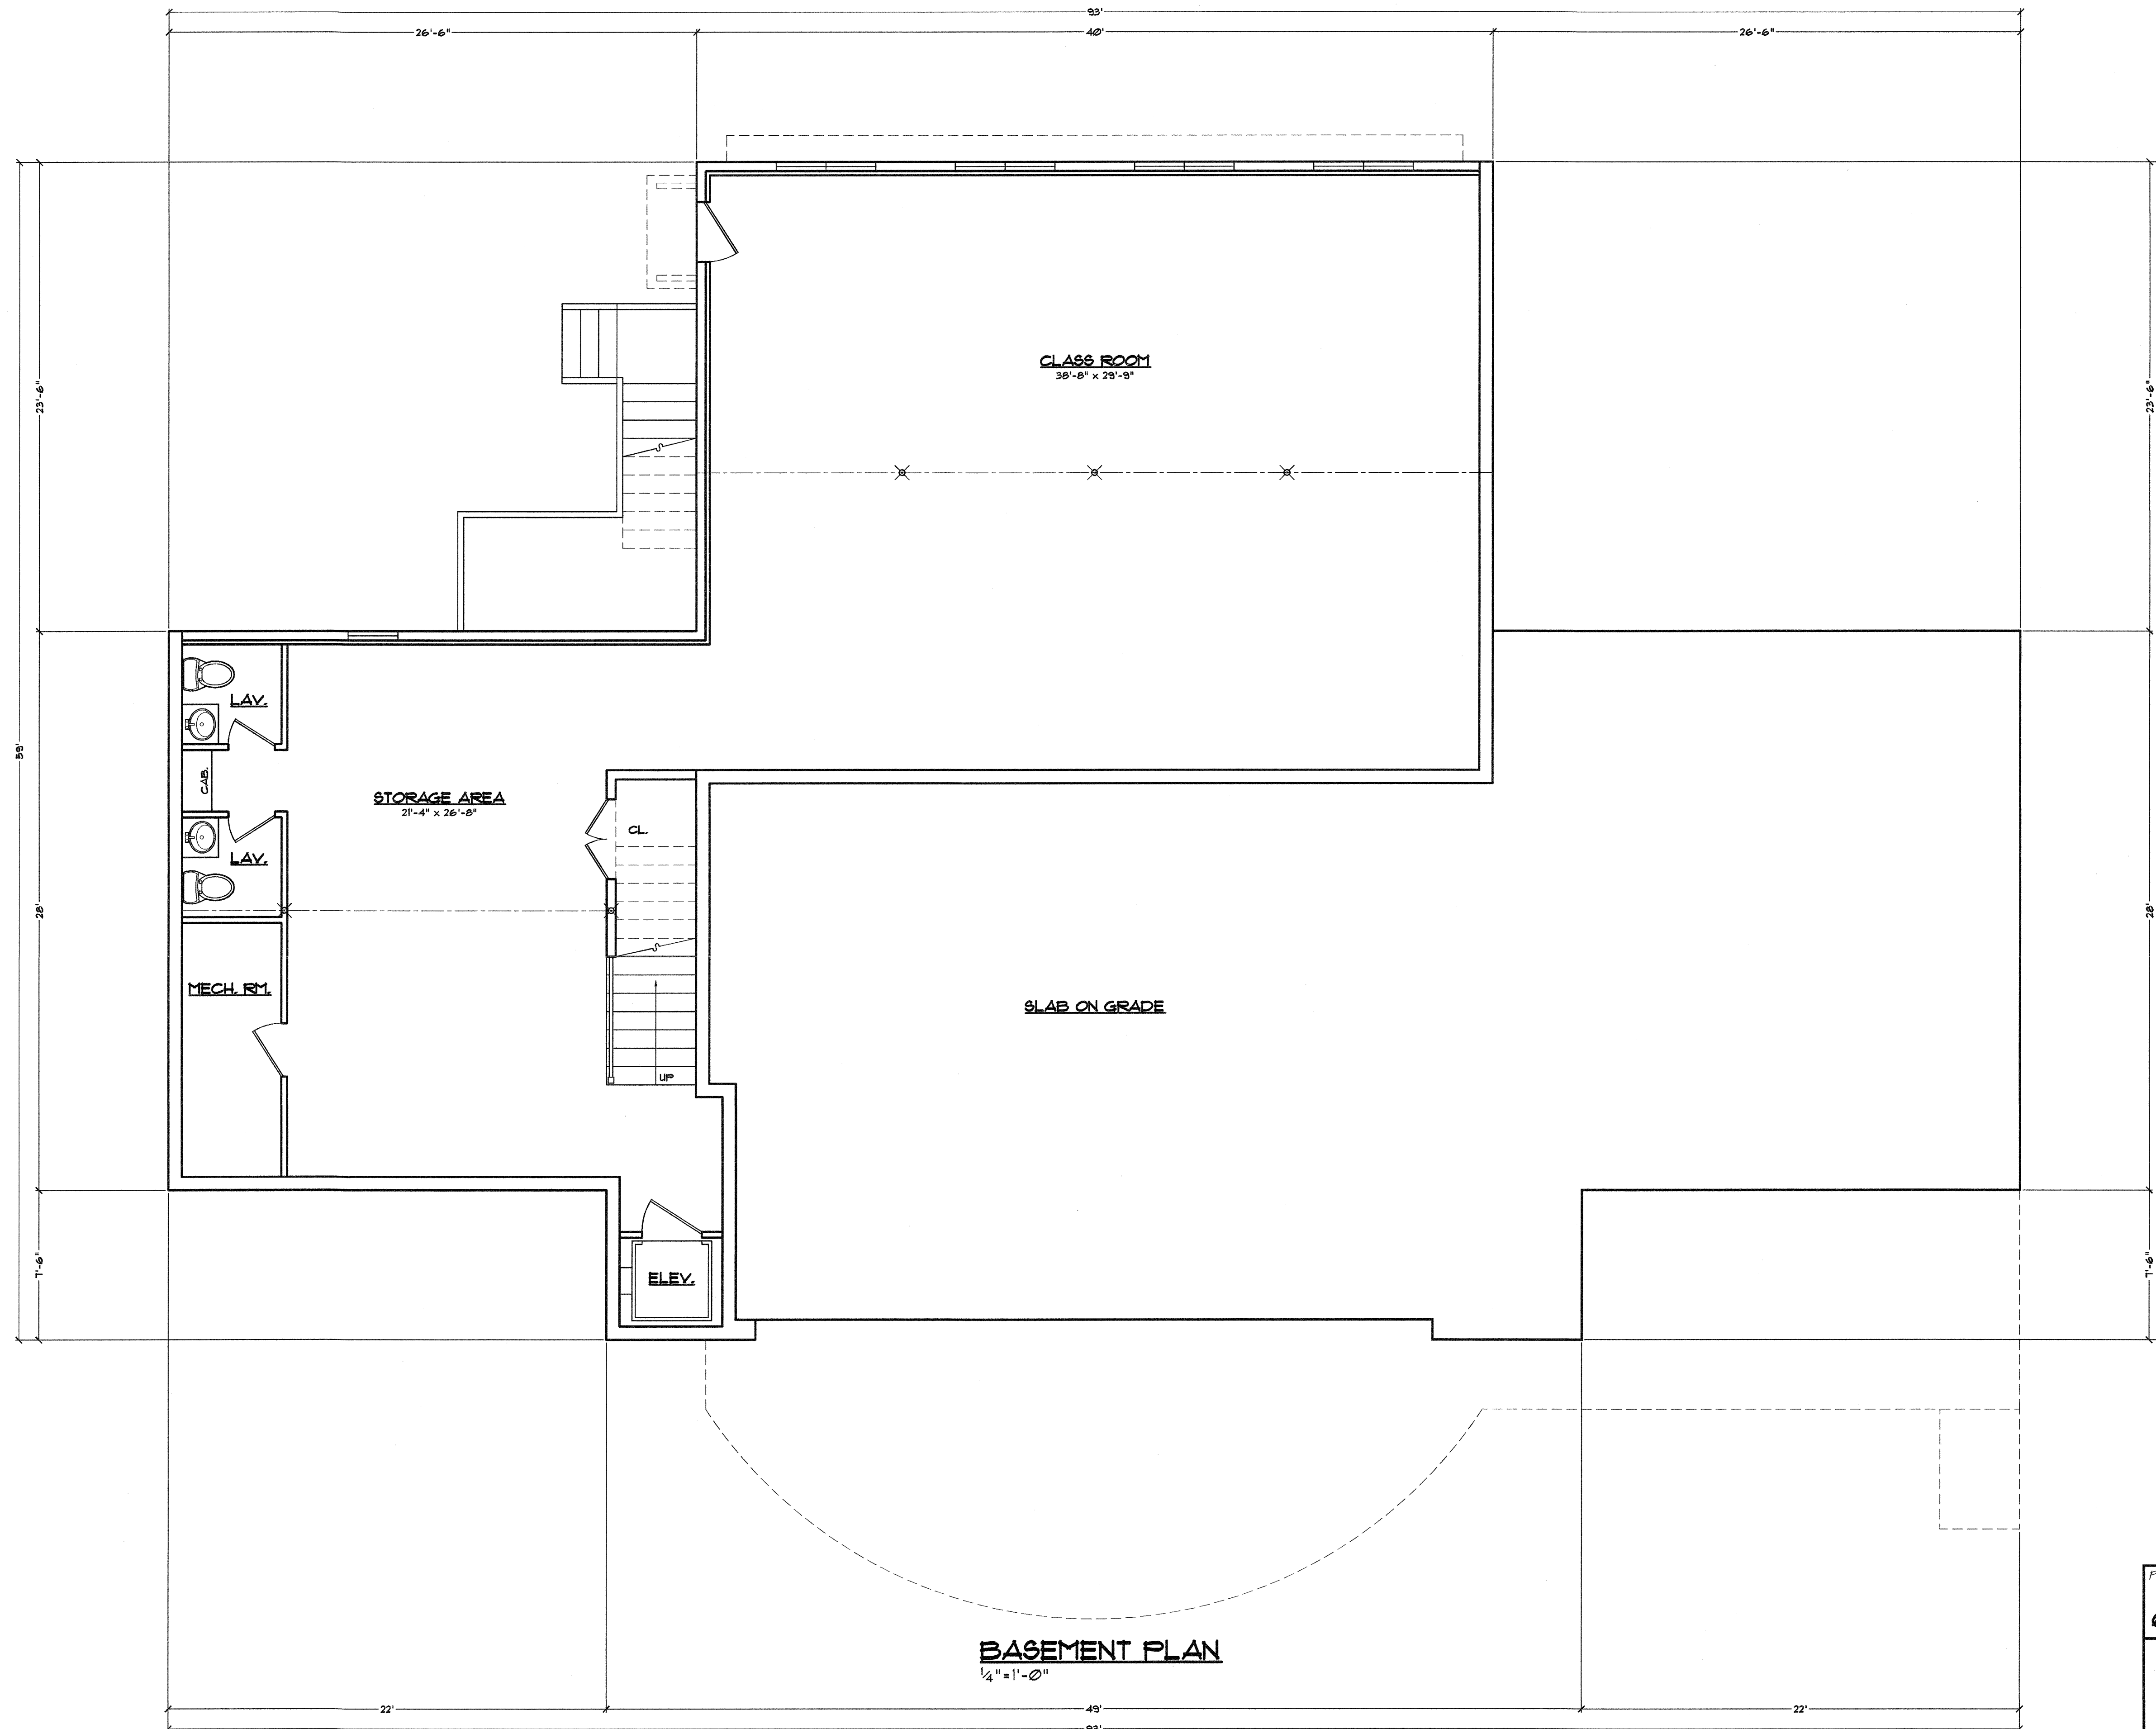 93'
26'-6"
40'
26'-6"
CLASS ROOM
38'-8" x 29'-9"
23'-6"
23'-6"
59'
LAV.
CAB.
STORAGE AREA
21'-4" x 26'-8"
CL.
LAV.
28'
28'
MECH. RM.
SLAB ON GRADE
UP
7'-6"
7'-6"
ELEV.
BASEMENT PLAN
1/4"=1'-0"
22'
49'
22'
93'